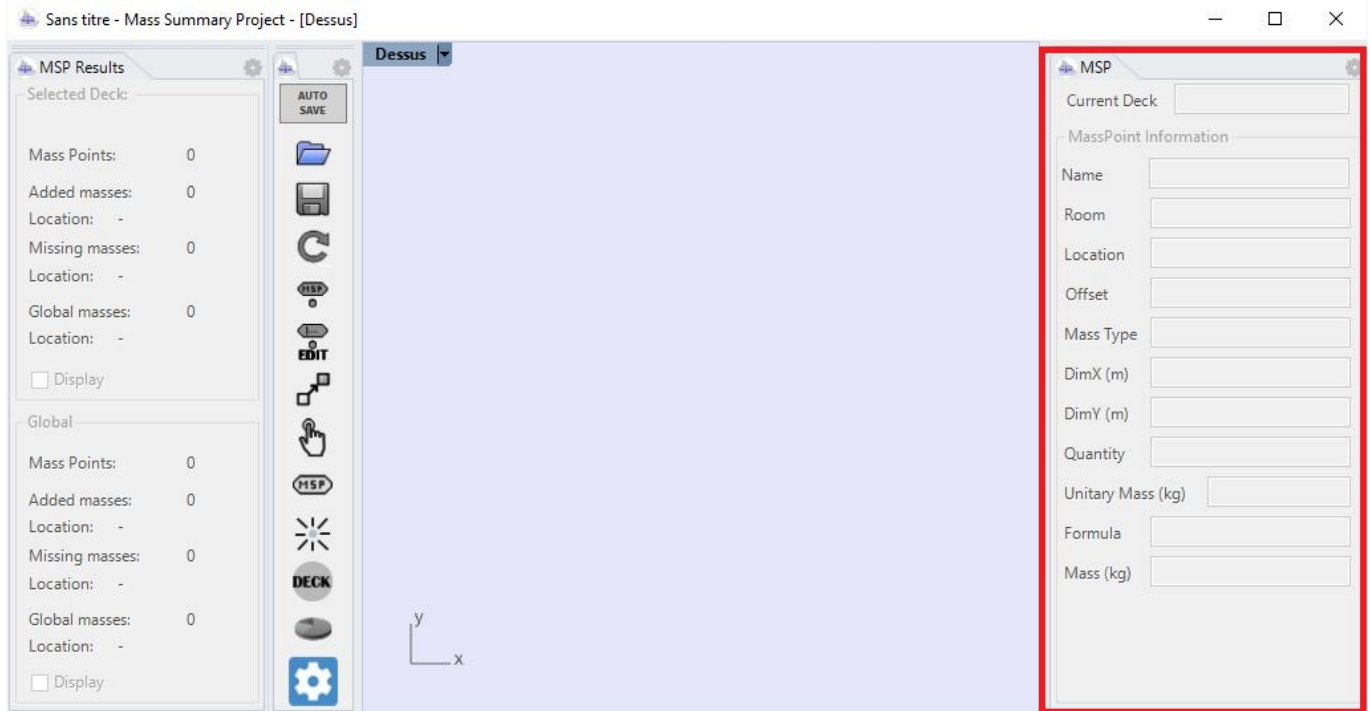 Sans titre - Mass Summary Project - [Dessus]
MSP Results
Selected Deck:
Mass Points: 0
Added masses: 0
Location: -
Missing masses: 0
Location: -
Global masses: 0
Location: -
Display
Global
Mass Points: 0
Added masses: 0
Location: -
Missing masses: 0
Location: -
Global masses: 0
Location: -
Display
AUTO
SAVE
MSP
EDIT
MSP
DECK
Dessus
y
x
MSP
Current Deck
MassPoint Information
Name
Room
Location
Offset
Mass Type
DimX (m)
DimY (m)
Quantity
Unitary Mass (kg)
Formula
Mass (kg)